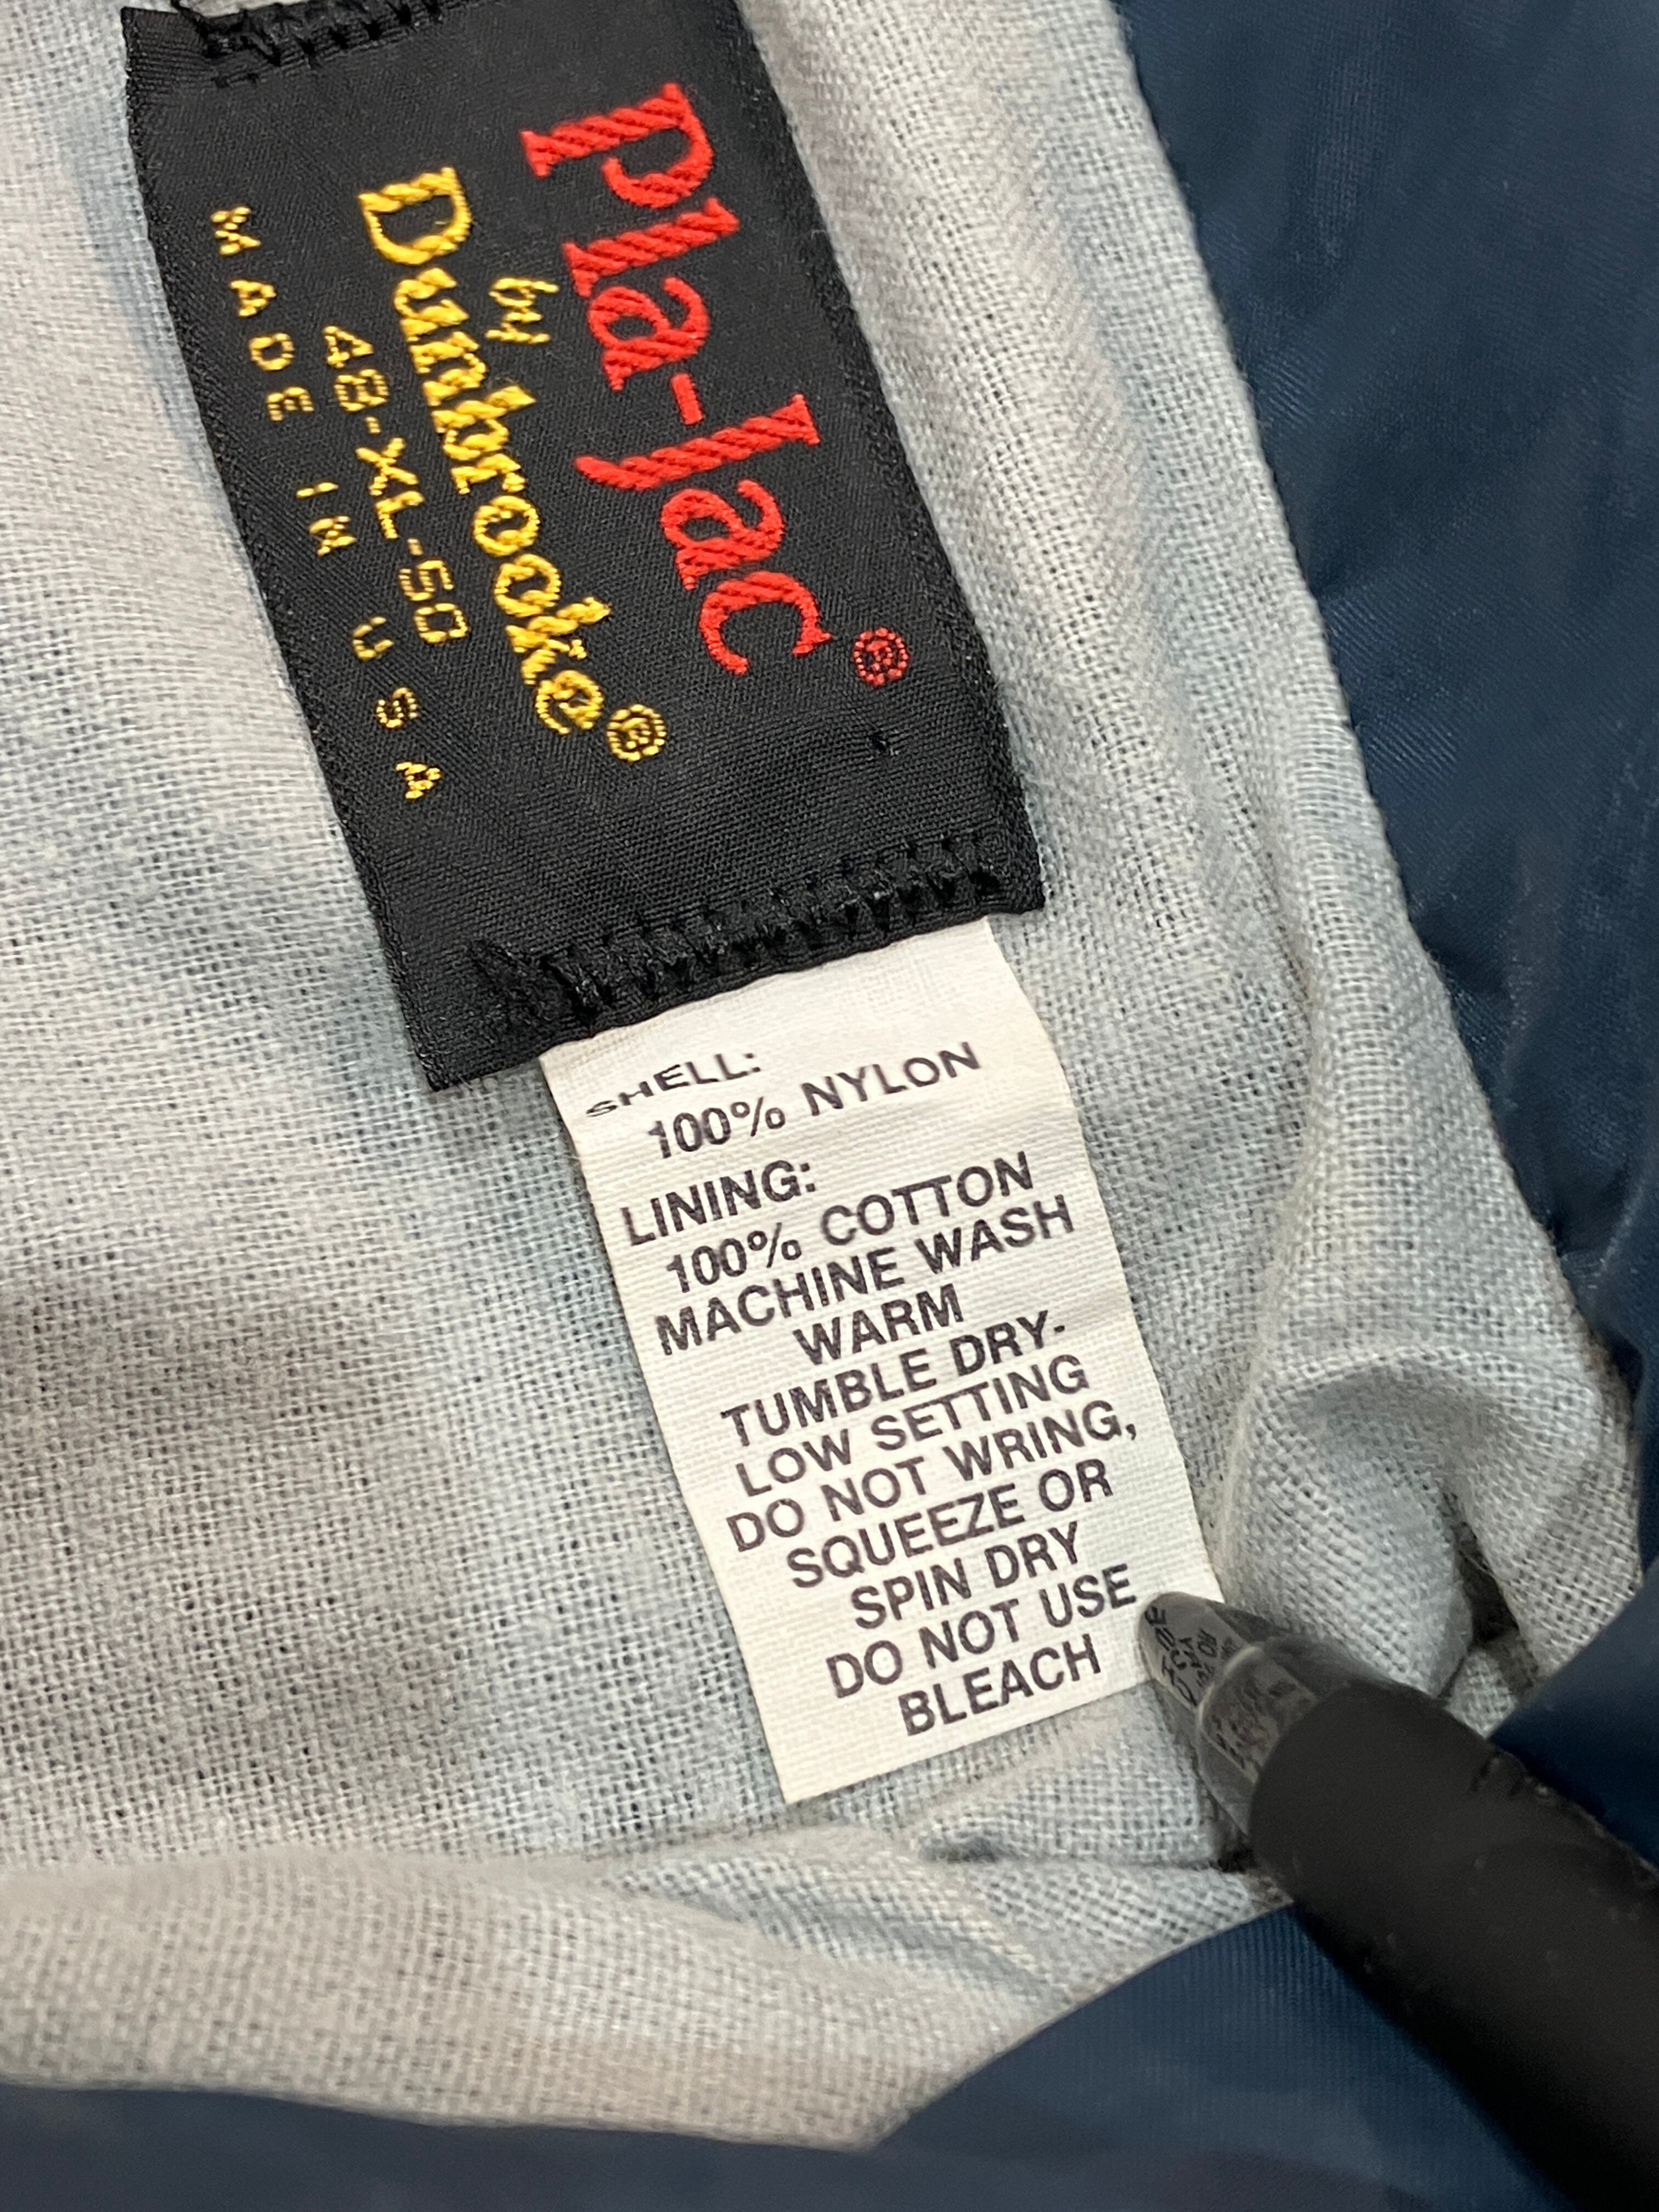 Pla-Jac®
by
Dunbrooke®
48-XL-50
MADE IN USA
SHELL:
100% NYLON
LINING:
100% COTTON
MACHINE WASH
WARM
TUMBLE DRY-
LOW SETTING
DO NOT WRING,
SQUEEZE OR
SPIN DRY
DO NOT USE
BLEACH